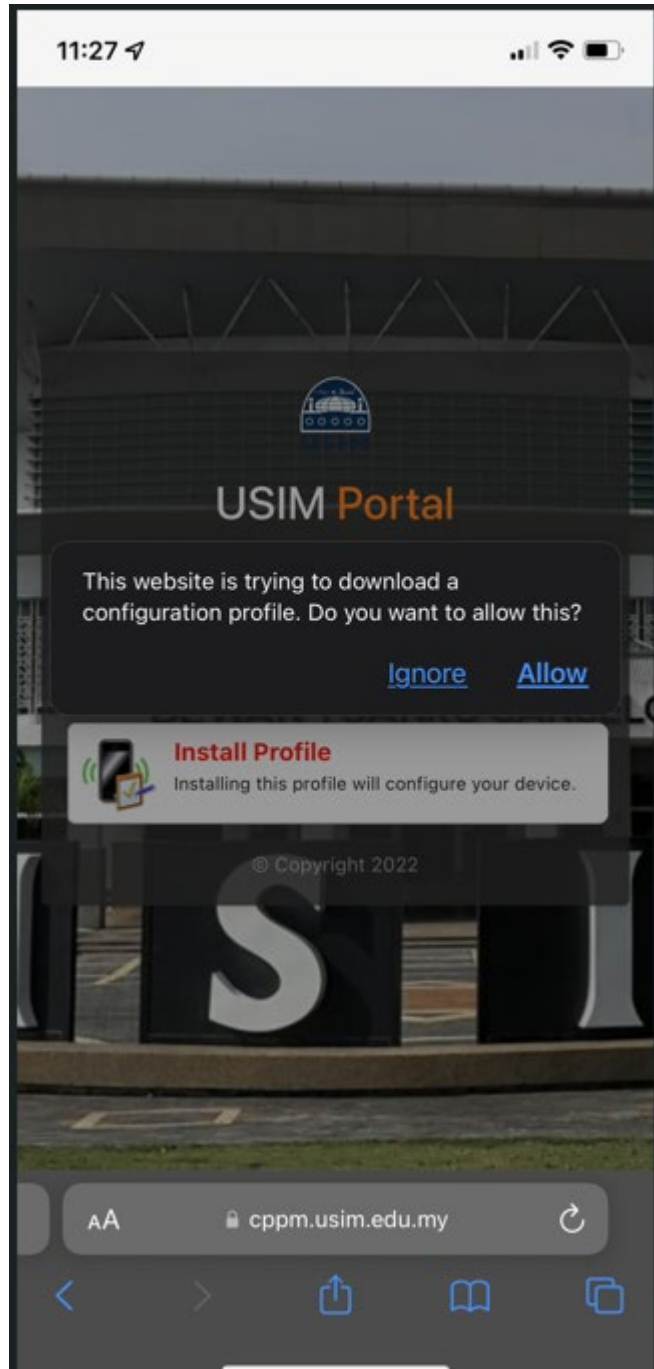 11:27
USIM
USIM Portal
This website is trying to download a
configuration profile. Do you want to allow this?
Ignore Allow
Install Profile
Installing this profile will configure your device.
© Copyright 2022
S I
AA cppm.usim.edu.my